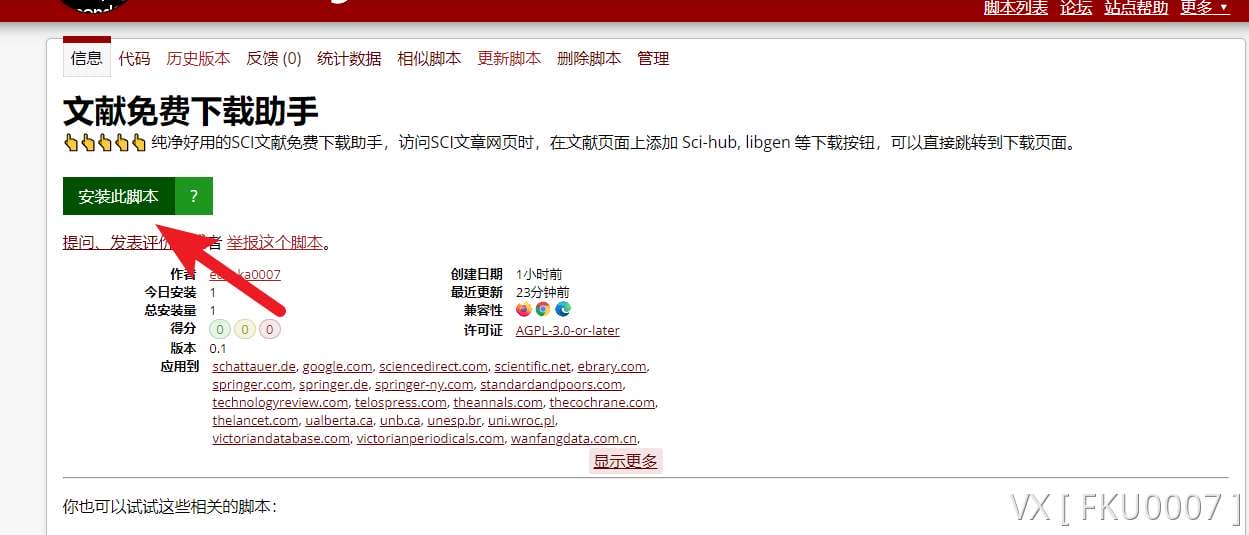 脚本列表 论坛 站点帮助 更多 ▼
信息 代码 历史版本 反馈 (0) 统计数据 相似脚本 更新脚本 删除脚本 管理
文献免费下载助手
纯净好用的SCI文献免费下载助手，访问SCI文章网页时，在文献页面上添加 Sci-hub, libgen 等下载按钮，可以直接跳转到下载页面。
安装此脚本 ?
提问、发表评价 者 举报这个脚本。
作者 创建日期 1小时前
今日安装 1 最近更新 23分钟前
总安装量 1 兼容性
得分 0 0 0 许可证 AGPL-3.0-or-later
版本 0.1
应用到 schattauer.de, google.com, sciencedirect.com, scientific.net, ebrary.com,
springer.com, springer.de, springer-ny.com, standardandpoors.com,
technologyreview.com, telospress.com, theannals.com, thecochrane.com,
thelancet.com, ualberta.ca, unb.ca, unesp.br, uni.wroc.pl,
victoriandatabase.com, victorianperiodicals.com, wanfangdata.com.cn,
显示更多
你也可以试试这些相关的脚本：
VX [ FKU0007 ]